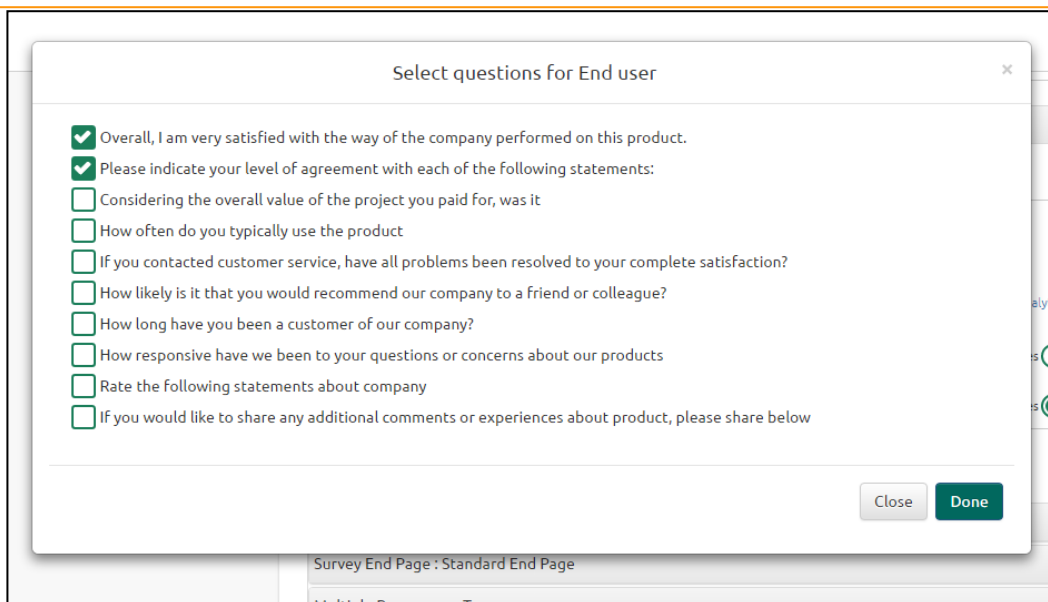 Select questions for End user
×
Overall, I am very satisfied with the way of the company performed on this product.
Please indicate your level of agreement with each of the following statements:
Considering the overall value of the project you paid for, was it
How often do you typically use the product
If you contacted customer service, have all problems been resolved to your complete satisfaction?
How likely is it that you would recommend our company to a friend or colleague?
How long have you been a customer of our company?
How responsive have we been to your questions or concerns about our products
Rate the following statements about company
If you would like to share any additional comments or experiences about product, please share below
Close Done
Survey End Page : Standard End Page